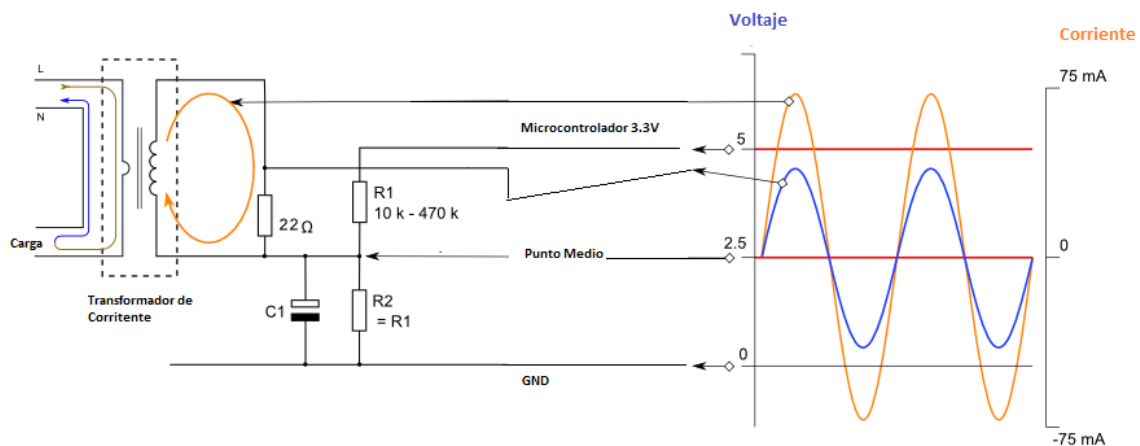 Voltaje
Corriente
75 mA
L
N
Microcontrolador 3.3V
5
R1
10 k - 470 k
22Ω
Carga
Punto Medio
2.5
0
Transformador de
Corritente
C1
R2
= R1
0
GND
-75 mA